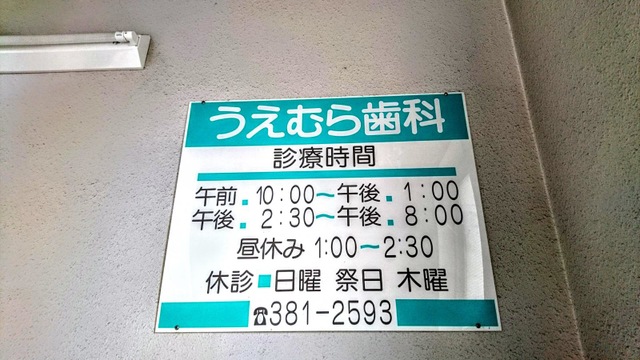 うえむら歯科
診療時間
午前.10:00～午後.1:00
午後.2:30～午後.8:00
昼休み 1:00～2:30
休診■日曜 祭日 木曜
☎381-2593